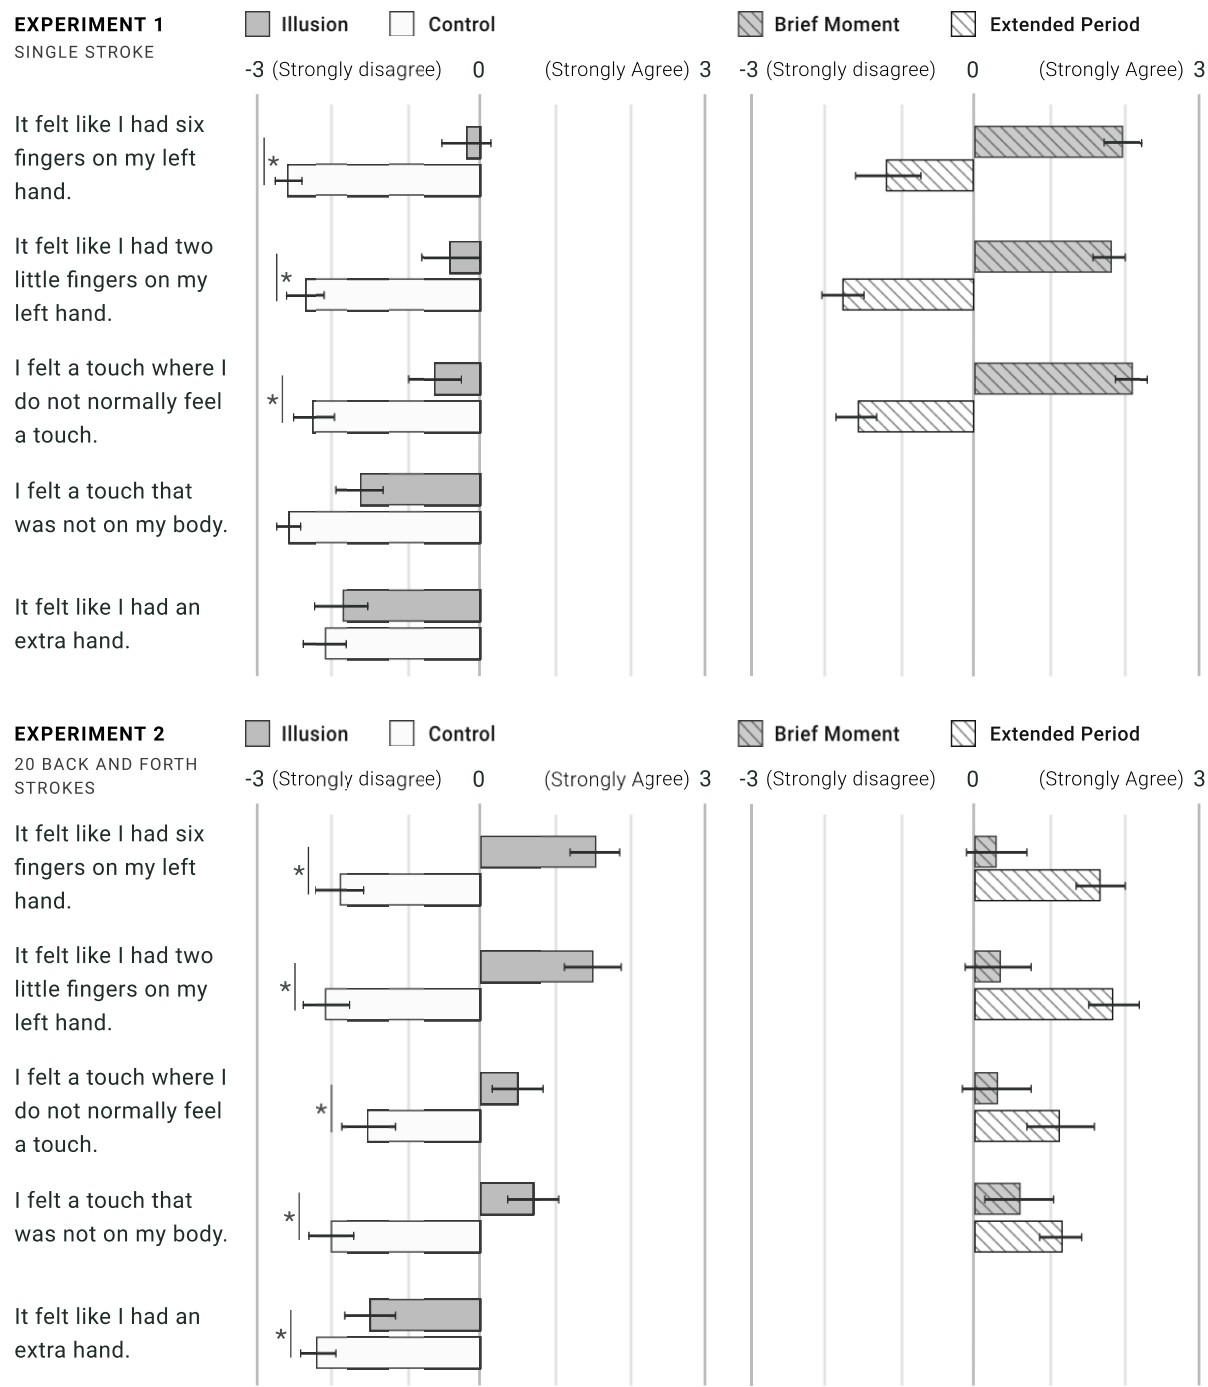 EXPERIMENT 1
SINGLE STROKE
Illusion Control
Brief Moment Extended Period
-3 (Strongly disagree) 0 (Strongly Agree) 3
-3 (Strongly disagree) 0 (Strongly Agree) 3
It felt like I had six
fingers on my left
hand.
*
It felt like I had two
little fingers on my
left hand.
*
I felt a touch where I
do not normally feel
a touch.
*
I felt a touch that
was not on my body.
It felt like I had an
extra hand.
EXPERIMENT 2
20 BACK AND FORTH
STROKES
Illusion Control
Brief Moment Extended Period
-3 (Strongly disagree) 0 (Strongly Agree) 3
-3 (Strongly disagree) 0 (Strongly Agree) 3
It felt like I had six
fingers on my left
hand.
*
It felt like I had two
little fingers on my
left hand.
*
I felt a touch where I
do not normally feel
a touch.
*
I felt a touch that
was not on my body.
*
It felt like I had an
extra hand.
*